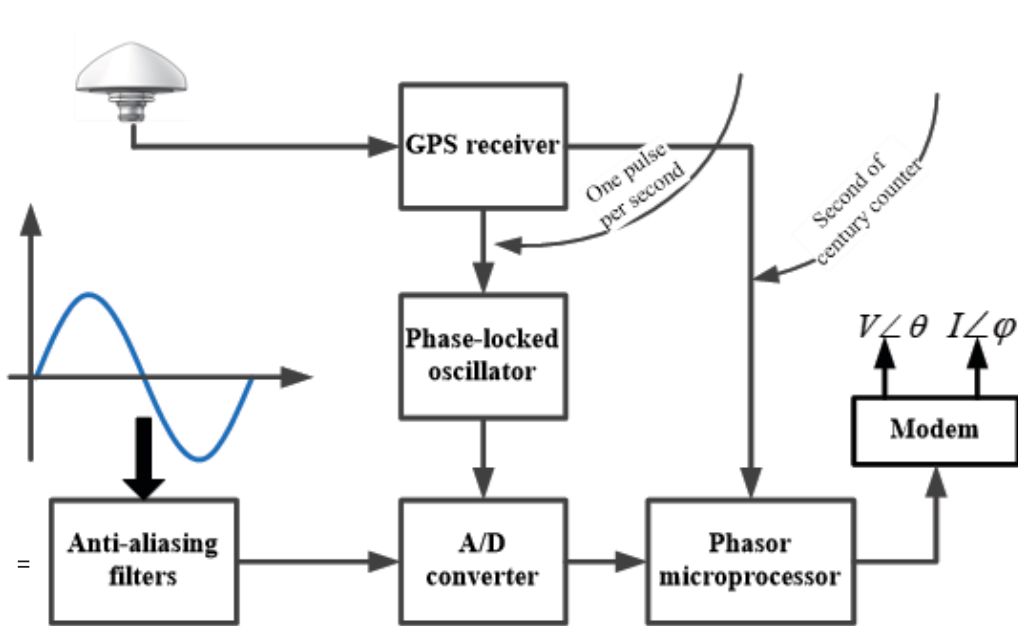 GPS receiver
One pulse
per second
Second of
century counter
Phase-locked
oscillator
V∠θ I∠φ
Modem
=
Anti-aliasing
filters
A/D
converter
Phasor
microprocessor